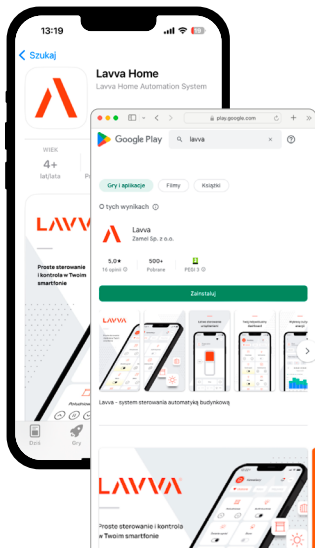 13:19
Szukaj
Lavva Home
Lavva Home Automation System
WIEK
4+
lat/lata
LAVVA
Proste sterowanie
i kontrola w Twoim
smartfonie
Dziś
Gry
play.google.com
Google Play
lavva
Gry i aplikacje
Filmy
Książki
O tych wynikach
Lavva
Zamel Sp. z o.o.
5,0★
16 opinii
500+
Pobrane
PEGI 3
Zainstaluj
LAVVA
Lavva - system sterowania automatyką budynkową
LAVVA
Proste sterowanie i kontrola
w Twoim smartfonie